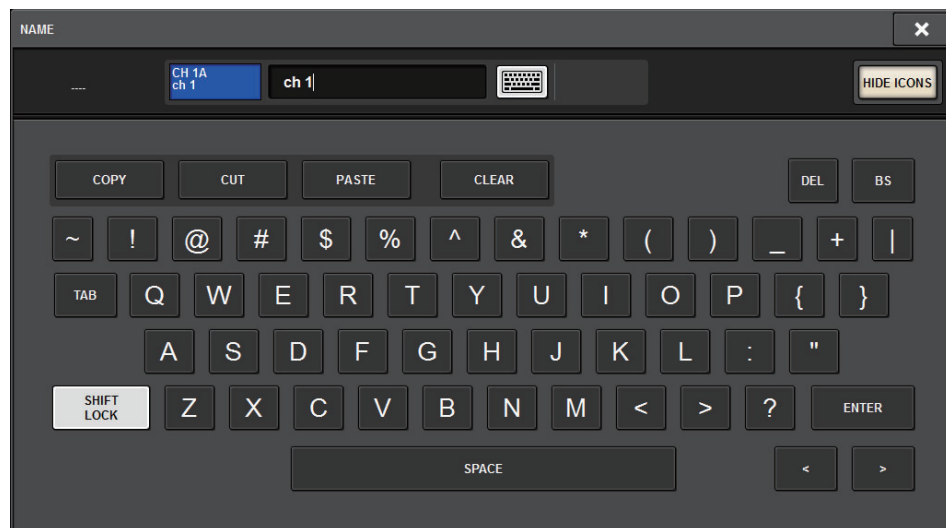 NAME
×
----
CH 1A
ch 1
ch 1
HIDE ICONS
COPY CUT PASTE CLEAR DEL BS
~ ! @ # $ % ^ & * ( ) _ + |
TAB Q W E R T Y U I O P { }
A S D F G H J K L : "
SHIFT
LOCK
Z X C V B N M < > ? ENTER
SPACE < >